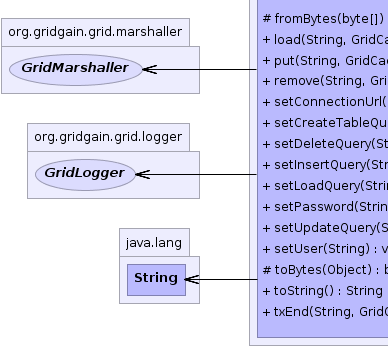 org.gridgain.grid.marshaller
GridMarshaller
org.gridgain.grid.logger
GridLogger
java.lang
String
# fromBytes(byte[])
+ load(String, GridCa
+ put(String, GridCac
+ remove(String, Gri
+ setConnectionUrl(
+ setCreateTableQu
+ setDeleteQuery(St
+ setInsertQuery(Str
+ setLoadQuery(Strin
+ setPassword(String
+ setUpdateQuery(S
+ setUser(String) : v
# toBytes(Object) : b
+ toString() : String
+ txEnd(String, GridC